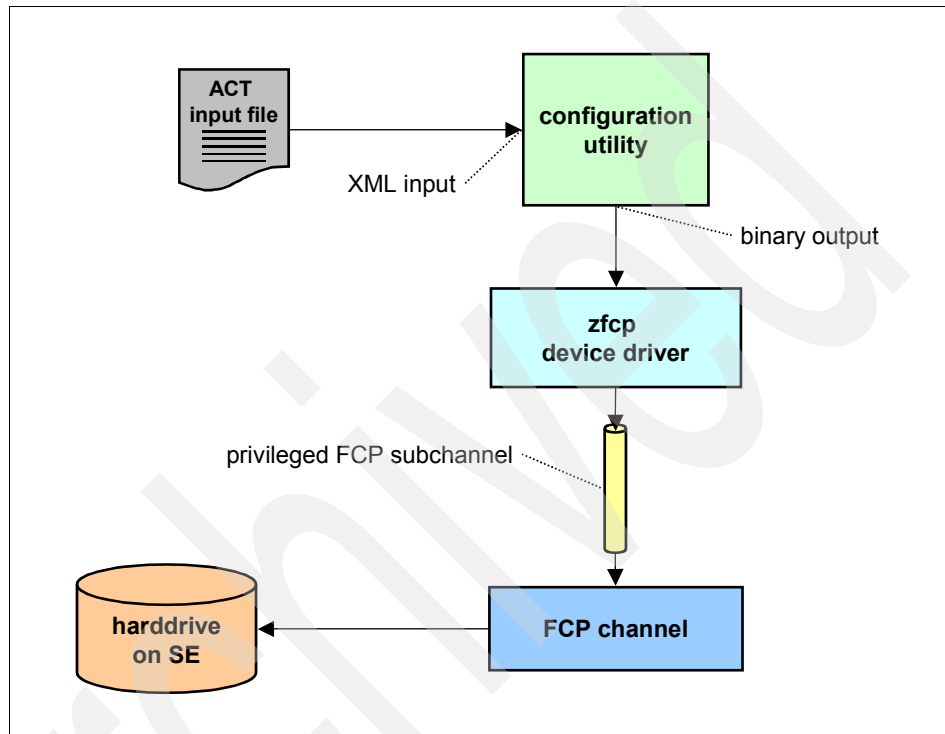 ACT
input file
configuration
utility
XML input
binary output
zfcp
device driver
privileged FCP subchannel
harddrive
on SE
FCP channel